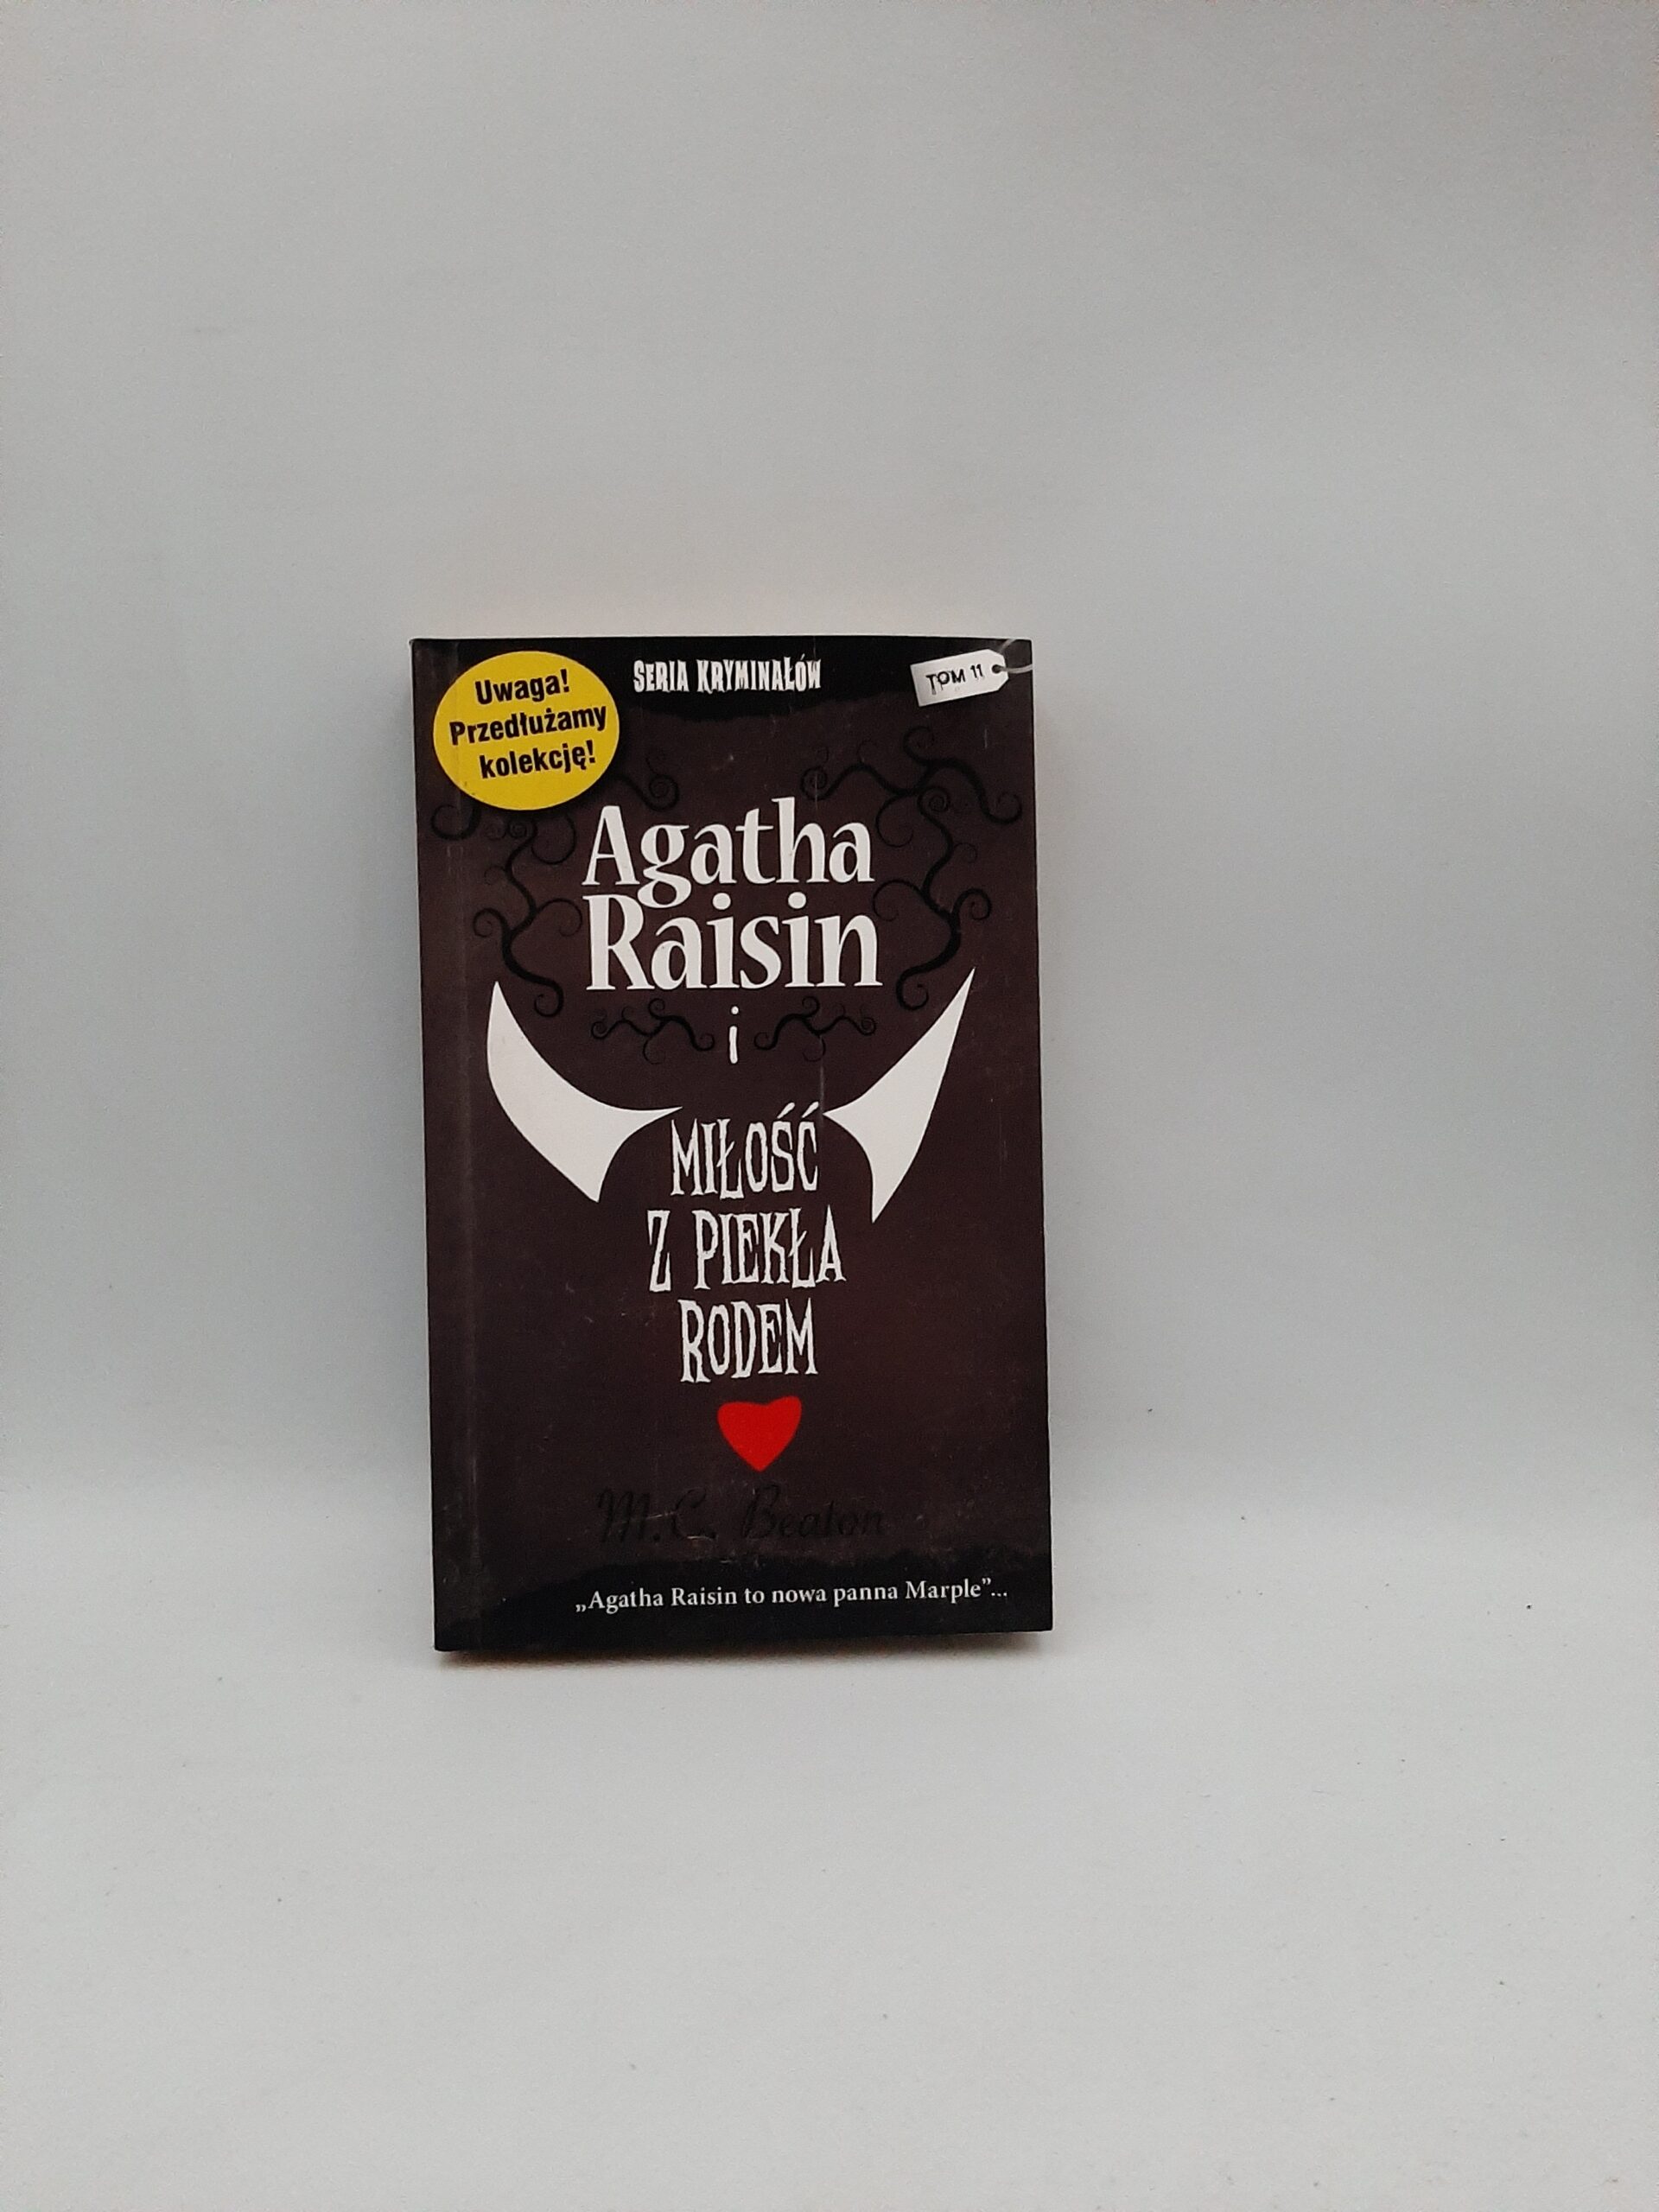 Uwaga!
Przedłużamy
kolekcję!
SERIA KRYMINAŁÓW
TOM 11
Agatha
Raisin
i
MIŁOŚĆ
Z PIEKŁA
RODEM
M.C. Beaton
„Agatha Raisin to nowa panna Marple”...